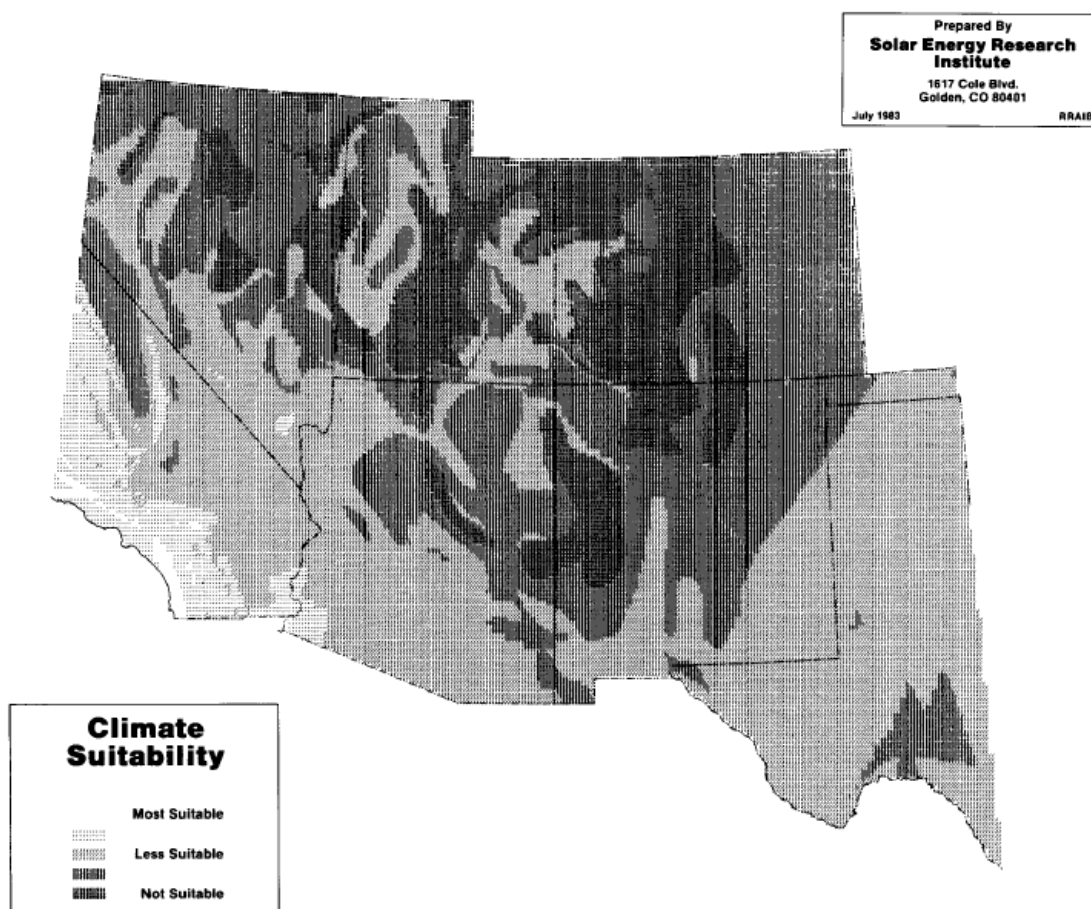 Prepared By
Solar Energy Research
Institute
1617 Cole Blvd.
Golden, CO 80401
July 1983 RRAIB
Climate
Suitability
Most Suitable
Less Suitable
Not Suitable